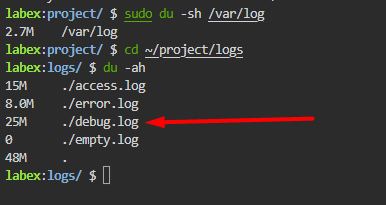 labex:project/ $ sudo du -sh /var/log
2.7M    /var/log
labex:project/ $ cd ~/project/logs
labex:logs/ $ du -ah
15M     ./access.log
8.0M    ./error.log
25M     ./debug.log
0       ./empty.log
48M     .
labex:logs/ $